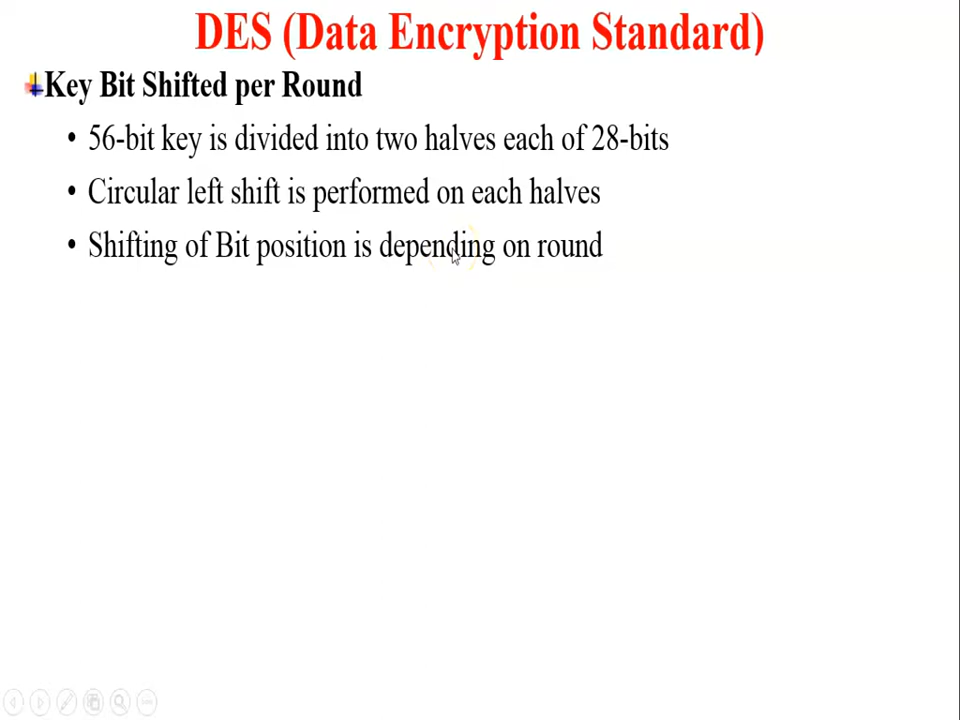 DES (Data Encryption Standard)
Key Bit Shifted per Round
• 56-bit key is divided into two halves each of 28-bits
• Circular left shift is performed on each halves
• Shifting of Bit position is depending on round